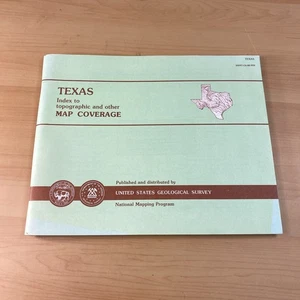 TEXAS
TEXAS
Index to
topographic and other
MAP COVERAGE
Published and distributed by
UNITED STATES GEOLOGICAL SURVEY
National Mapping Program